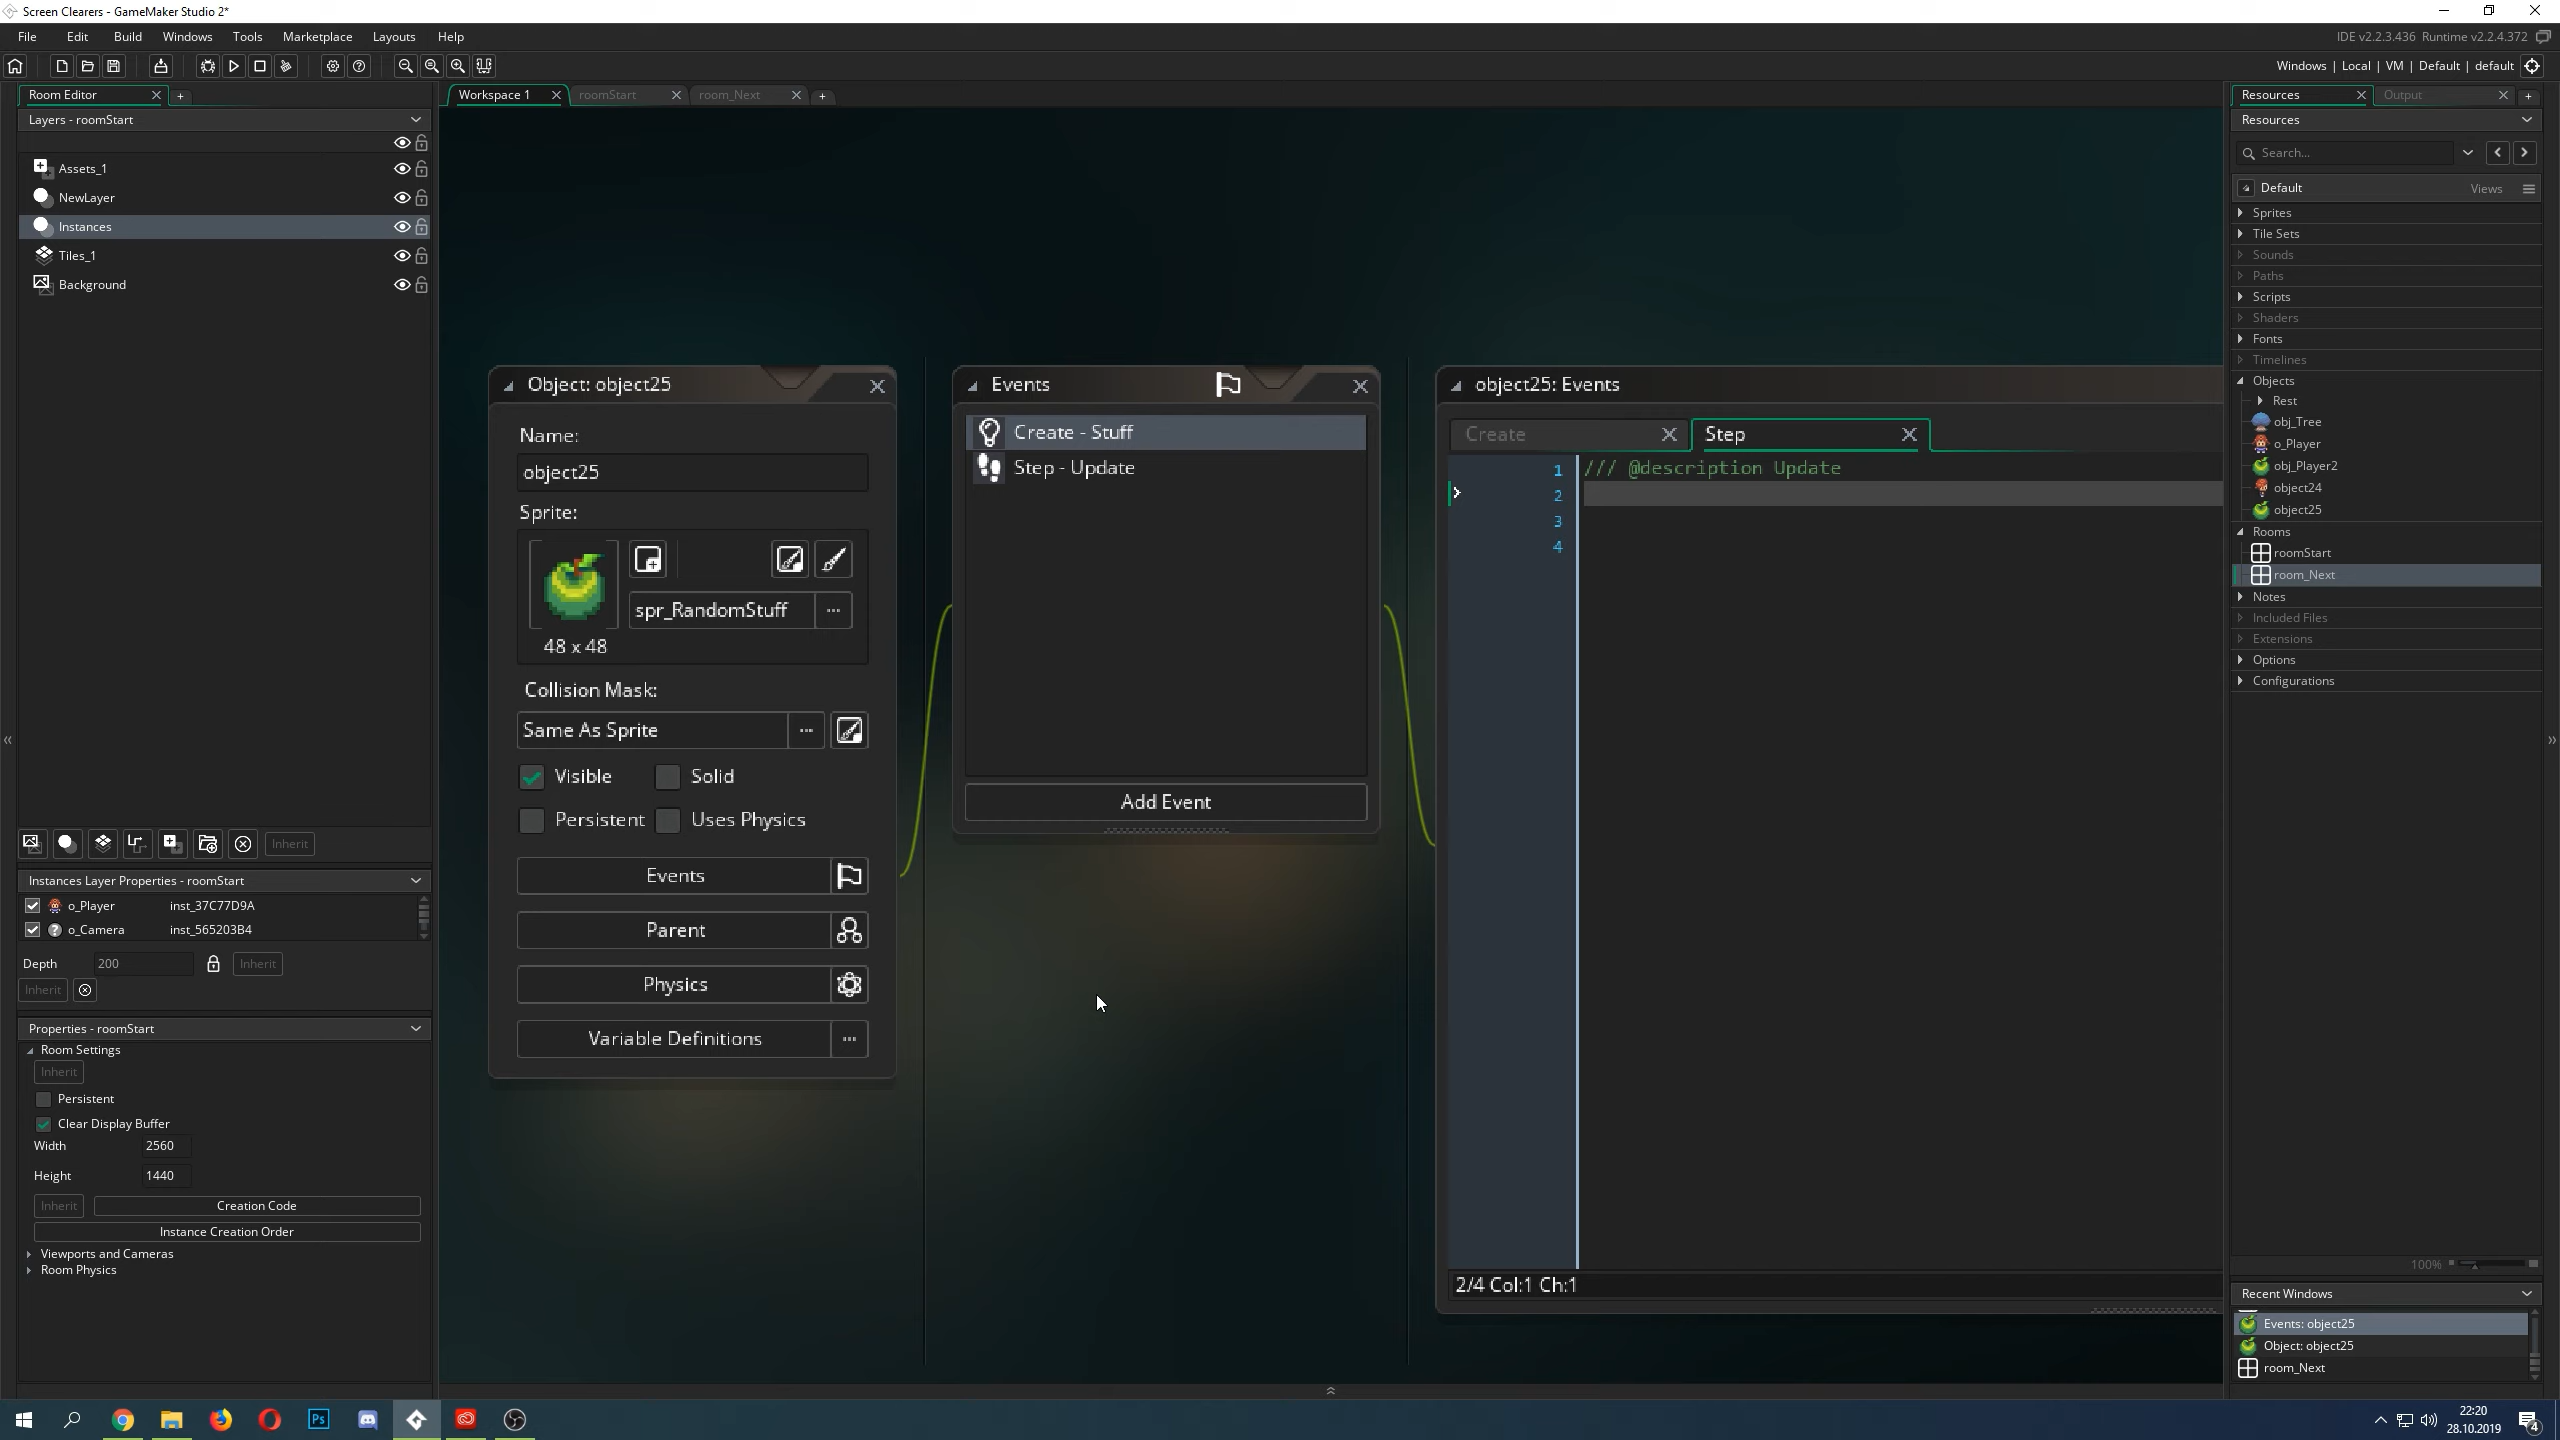 Screen Clearers - GameMaker Studio 2*
File Edit Build Windows Tools Marketplace Layouts Help
IDE v2.2.3.436 Runtime v2.2.4.372
Windows | Local | VM | Default | default
Room Editor
Layers - roomStart
Assets_1
NewLayer
Instances
Tiles_1
Background
Inherit
Instances Layer Properties - roomStart
o_Player inst_37C77D9A
o_Camera inst_565203B4
Depth 200 Inherit
Inherit
Properties - roomStart
Room Settings
Inherit
Persistent
Clear Display Buffer
Width 2560
Height 1440
Inherit Creation Code
Instance Creation Order
Viewports and Cameras
Room Physics
Workspace 1 roomStart room_Next
Object: object25
Name:
object25
Sprite:
spr_RandomStuff
48 x 48
Collision Mask:
Same As Sprite
Visible Solid
Persistent Uses Physics
Events
Parent
Physics
Variable Definitions
Events
Create - Stuff
Step - Update
Add Event
object25: Events
Create Step
1 /// @description Update
2
3
4
2/4 Col:1 Ch:1
Resources Output
Resources
Search...
Default Views
Sprites
Tile Sets
Sounds
Paths
Scripts
Shaders
Fonts
Timelines
Objects
Rest
obj_Tree
o_Player
obj_Player2
object24
object25
Rooms
roomStart
room_Next
Notes
Included Files
Extensions
Options
Configurations
100%
Recent Windows
Events: object25
Object: object25
room_Next
Ps
22:20
28.10.2019
4